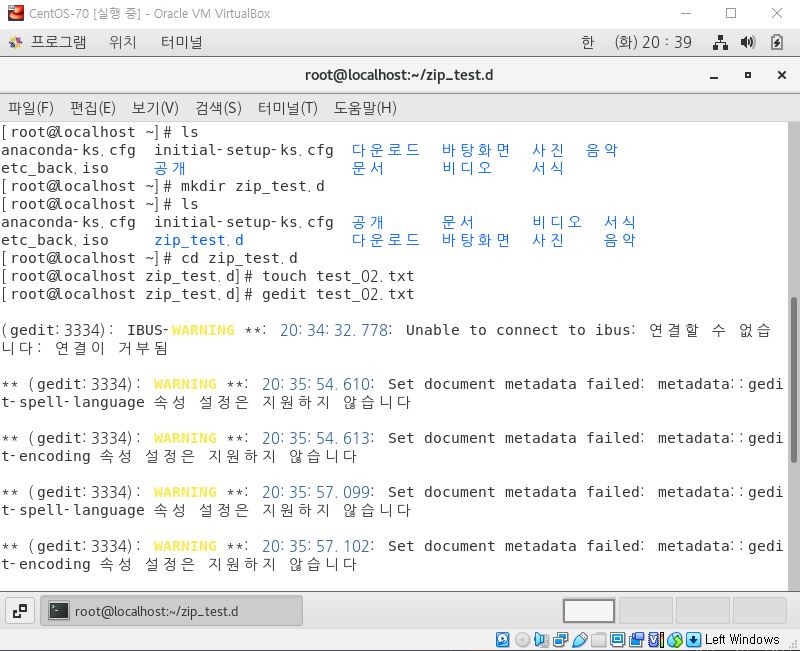 CentOS-70 [실행 중] - Oracle VM VirtualBox
프로그램 위치 터미널 한 (화) 20 : 39
root@localhost:~/zip_test.d
파일(F) 편집(E) 보기(V) 검색(S) 터미널(T) 도움말(H)
[root@localhost ~]# ls
anaconda-ks.cfg initial-setup-ks.cfg 다운로드 바탕화면 사진 음악
etc_back.iso 공개 문서 비디오 서식
[root@localhost ~]# mkdir zip_test.d
[root@localhost ~]# ls
anaconda-ks.cfg initial-setup-ks.cfg 공개 문서 비디오 서식
etc_back.iso zip_test.d 다운로드 바탕화면 사진 음악
[root@localhost ~]# cd zip_test.d
[root@localhost zip_test.d]# touch test_02.txt
[root@localhost zip_test.d]# gedit test_02.txt
(gedit:3334): IBUS-WARNING **: 20:34:32.778: Unable to connect to ibus: 연결할 수 없습
니다: 연결이 거부됨
** (gedit:3334): WARNING **: 20:35:54.610: Set document metadata failed: metadata::gedi
t-spell-language 속성 설정은 지원하지 않습니다
** (gedit:3334): WARNING **: 20:35:54.613: Set document metadata failed: metadata::gedi
t-encoding 속성 설정은 지원하지 않습니다
** (gedit:3334): WARNING **: 20:35:57.099: Set document metadata failed: metadata::gedi
t-spell-language 속성 설정은 지원하지 않습니다
** (gedit:3334): WARNING **: 20:35:57.102: Set document metadata failed: metadata::gedi
t-encoding 속성 설정은 지원하지 않습니다
root@localhost:~/zip_test.d
Left Windows